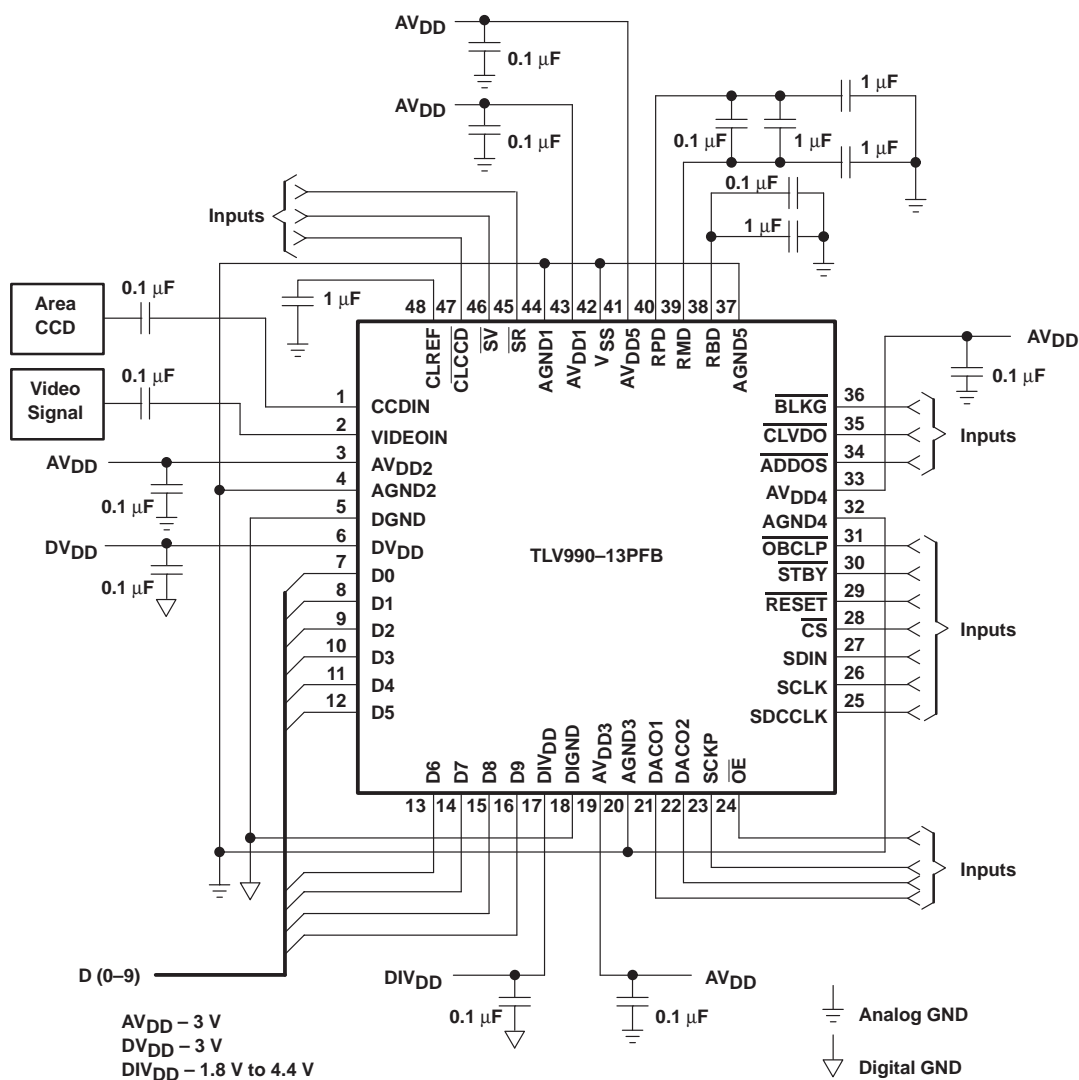 AVDD
0.1 μF
AVDD
0.1 μF
1 μF
0.1 μF
1 μF
1 μF
0.1 μF
1 μF
Inputs
1 μF
Area
CCD
0.1 μF
Video
Signal
0.1 μF
48 47 46 45 44 43 42 41 40 39 38 37
CLREF
CLCCD
SV
SR
AGND1
AVDD1
VSS
AVDD5
RPD
RMD
RBD
AGND5
AVDD
0.1 μF
1 CCDIN
2 VIDEOIN
3 AVDD2
4 AGND2
5 DGND
6 DVDD
7 D0
8 D1
9 D2
10 D3
11 D4
12 D5
AVDD
0.1 μF
DVDD
0.1 μF
TLV990–13PFB
BLKG 36
CLVDO 35
ADDOS 34
AVDD4 33
AGND4 32
OBCLP 31
STBY 30
RESET 29
CS 28
SDIN 27
SCLK 26
SDCCLK 25
Inputs
Inputs
D6
D7
D8
D9
DIVDD
DIGND
AVDD3
AGND3
DACO1
DACO2
SCKP
OE
13 14 15 16 17 18 19 20 21 22 23 24
Inputs
D (0–9)
DIVDD
0.1 μF
AVDD
0.1 μF
AVDD – 3 V
DVDD – 3 V
DIVDD – 1.8 V to 4.4 V
Analog GND
Digital GND